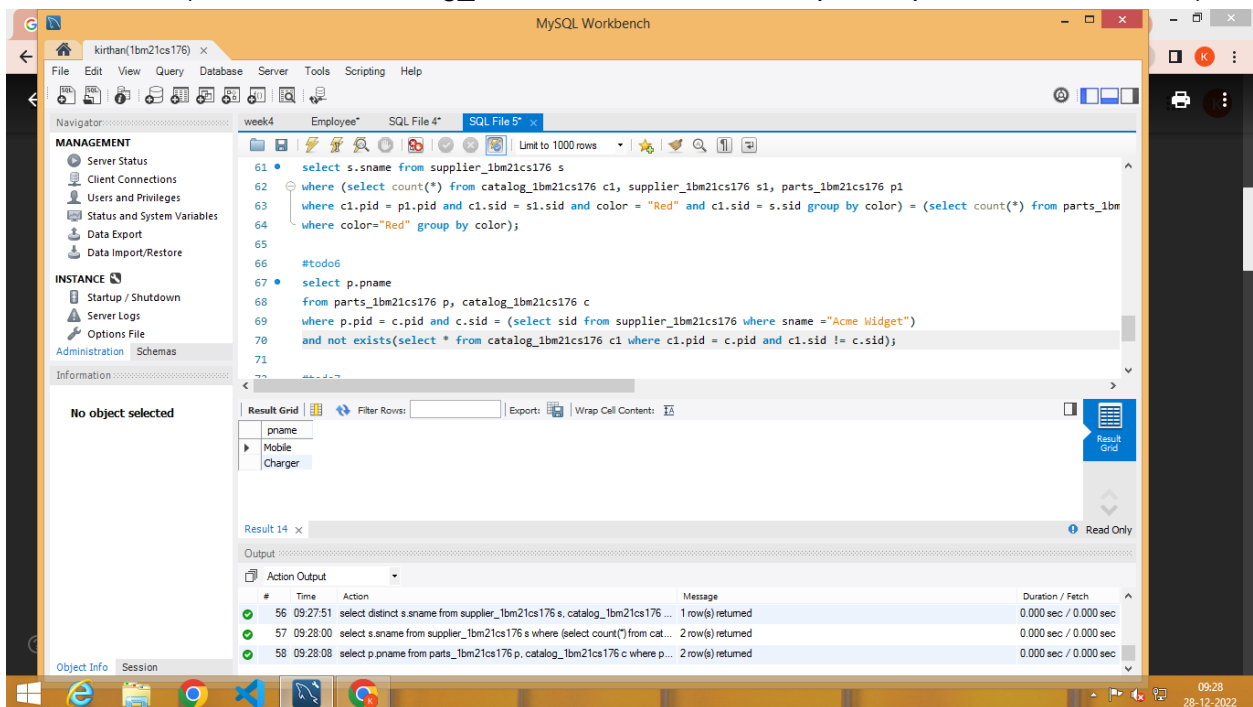 MySQL Workbench
kirthan(1bm21cs176) ×
File Edit View Query Database Server Tools Scripting Help
Navigator
week4 Employee* SQL File 4* SQL File 5* ×
MANAGEMENT
Server Status
Client Connections
Users and Privileges
Status and System Variables
Data Export
Data Import/Restore
INSTANCE
Startup / Shutdown
Server Logs
Options File
Administration Schemas
Information
No object selected
Object Info Session
Limit to 1000 rows
61 select s.sname from supplier_1bm21cs176 s
62 where (select count(*) from catalog_1bm21cs176 c1, supplier_1bm21cs176 s1, parts_1bm21cs176 p1
63 where c1.pid = p1.pid and c1.sid = s1.sid and color = "Red" and c1.sid = s.sid group by color) = (select count(*) from parts_1bm
64 where color="Red" group by color);
65
66 #todo6
67 select p.pname
68 from parts_1bm21cs176 p, catalog_1bm21cs176 c
69 where p.pid = c.pid and c.sid = (select sid from supplier_1bm21cs176 where sname ="Acme Widget")
70 and not exists(select * from catalog_1bm21cs176 c1 where c1.pid = c.pid and c1.sid != c.sid);
71
Result Grid Filter Rows: Export: Wrap Cell Content:
pname
Mobile
Charger
Result Grid
Result 14 × Read Only
Output
Action Output
# Time Action Message Duration / Fetch
56 09:27:51 select distinct s.sname from supplier_1bm21cs176 s, catalog_1bm21cs176 ... 1 row(s) returned 0.000 sec / 0.000 sec
57 09:28:00 select s.sname from supplier_1bm21cs176 s where (select count(*) from cat... 2 row(s) returned 0.000 sec / 0.000 sec
58 09:28:08 select p.pname from parts_1bm21cs176 p, catalog_1bm21cs176 c where p... 2 row(s) returned 0.000 sec / 0.000 sec
K
09:28
28-12-2022